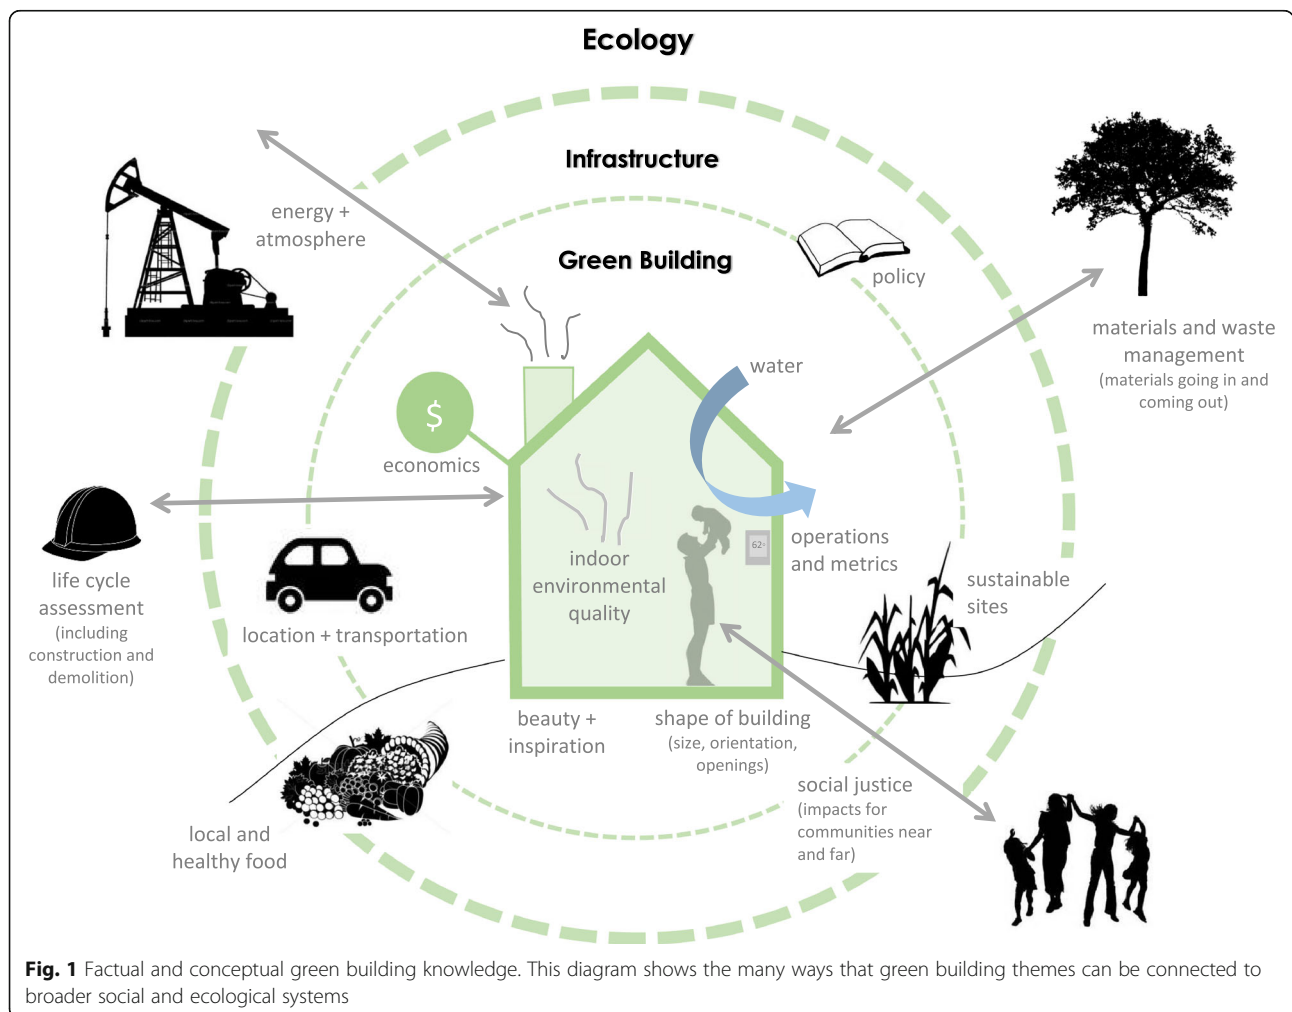 Ecology
Infrastructure
energy +
atmosphere
Green Building
policy
materials and waste
management
(materials going in and
coming out)
water
$
economics
operations
and metrics
62°
indoor
environmental
quality
sustainable
sites
life cycle
assessment
(including
construction and
demolition)
location + transportation
beauty +
inspiration
shape of building
(size, orientation,
openings)
social justice
(impacts for
communities near
and far)
local and
healthy food
Fig. 1 Factual and conceptual green building knowledge. This diagram shows the many ways that green building themes can be connected to
broader social and ecological systems